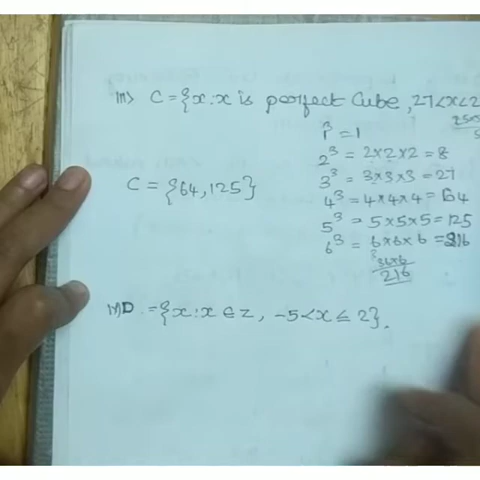 iii) C = {x : x is perfect Cube, 27 < x < 2
1³ = 1
2³ = 2×2×2 = 8
3³ = 3×3×3 = 27
C = {64, 125}
4³ = 4×4×4 = 64
5³ = 5×5×5 = 125
6³ = 6×6×6 = 216
36×6
216
D = {x : x ∈ z, -5 < x ≤ 2}.